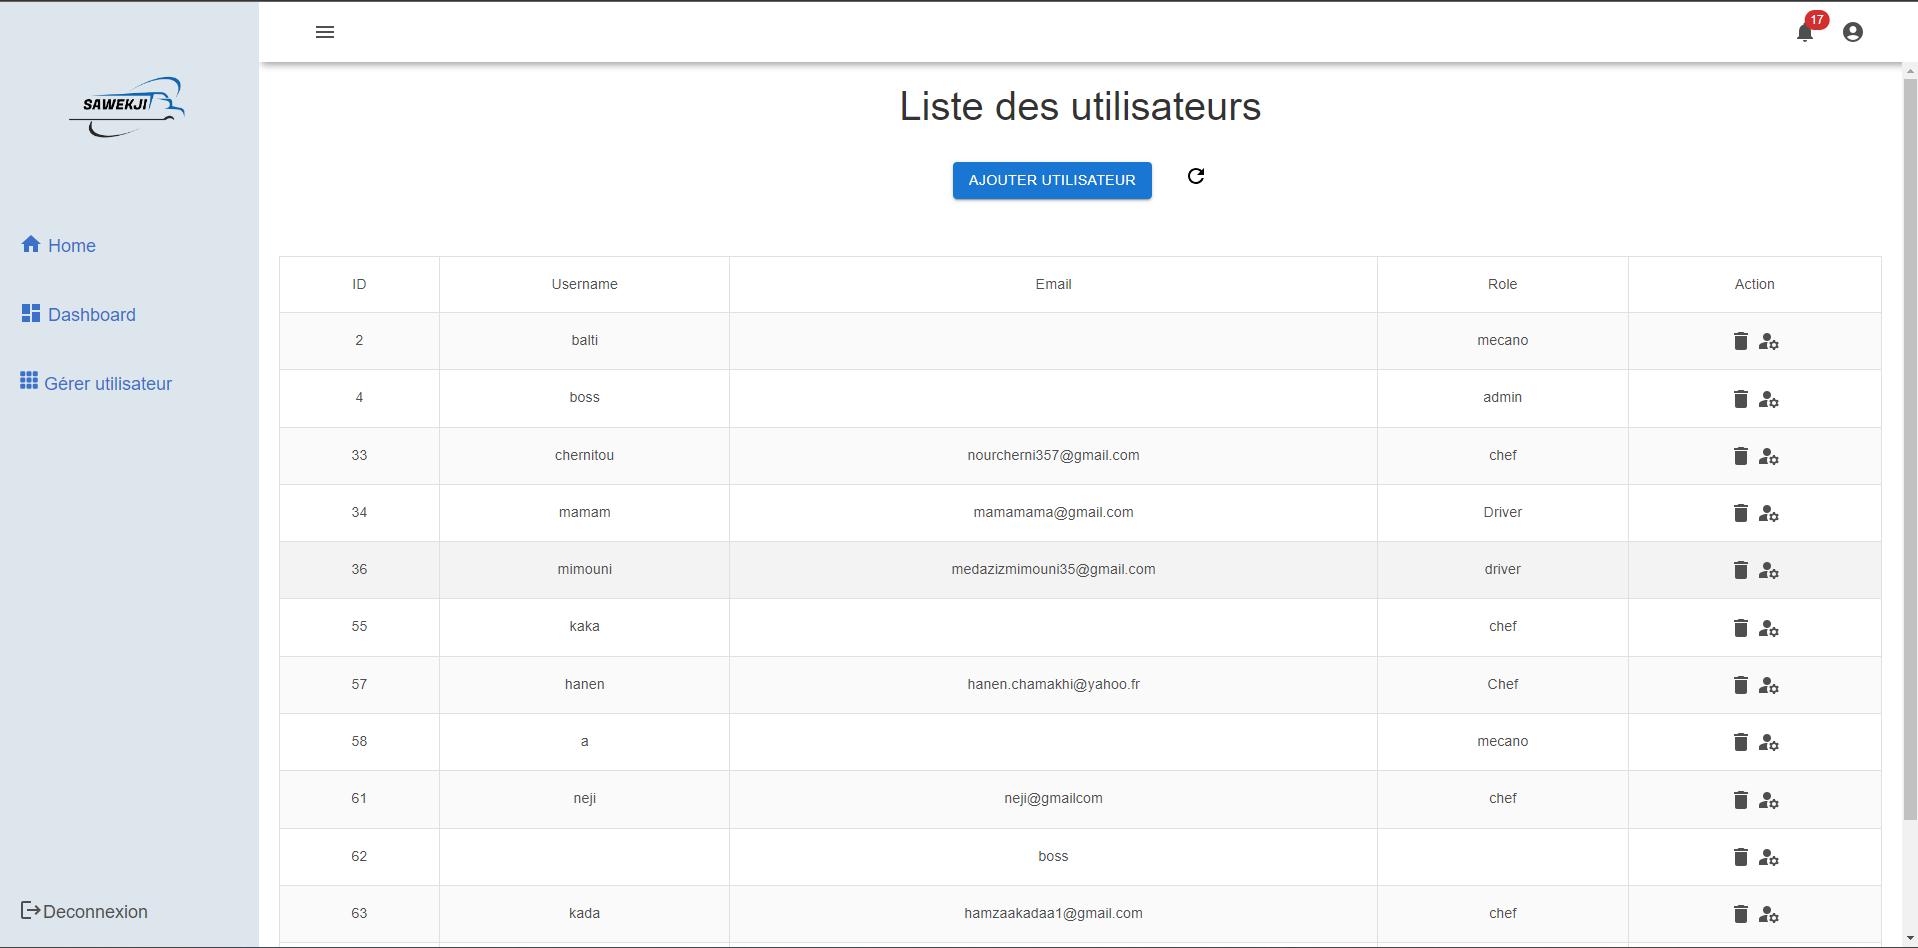 17
SAWEKJI
Liste des utilisateurs
AJOUTER UTILISATEUR
Home
Dashboard
Gérer utilisateur
Deconnexion
ID Username Email Role Action
2 balti mecano
4 boss admin
33 chernitou nourcherni357@gmail.com chef
34 mamam mamamama@gmail.com Driver
36 mimouni medazizmimouni35@gmail.com driver
55 kaka chef
57 hanen hanen.chamakhi@yahoo.fr Chef
58 a mecano
61 neji neji@gmailcom chef
62 boss
63 kada hamzaakadaa1@gmail.com chef